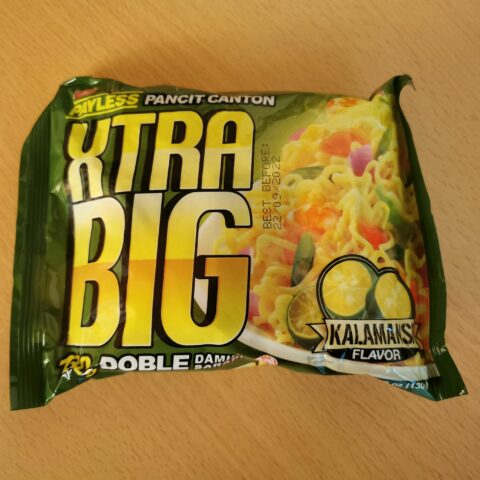 PAYLESS PANCIT CANTON
XTRA
BIG
BEST BEFORE:
22/09/2022
KALAMANSI
FLAVOR
DOBLE